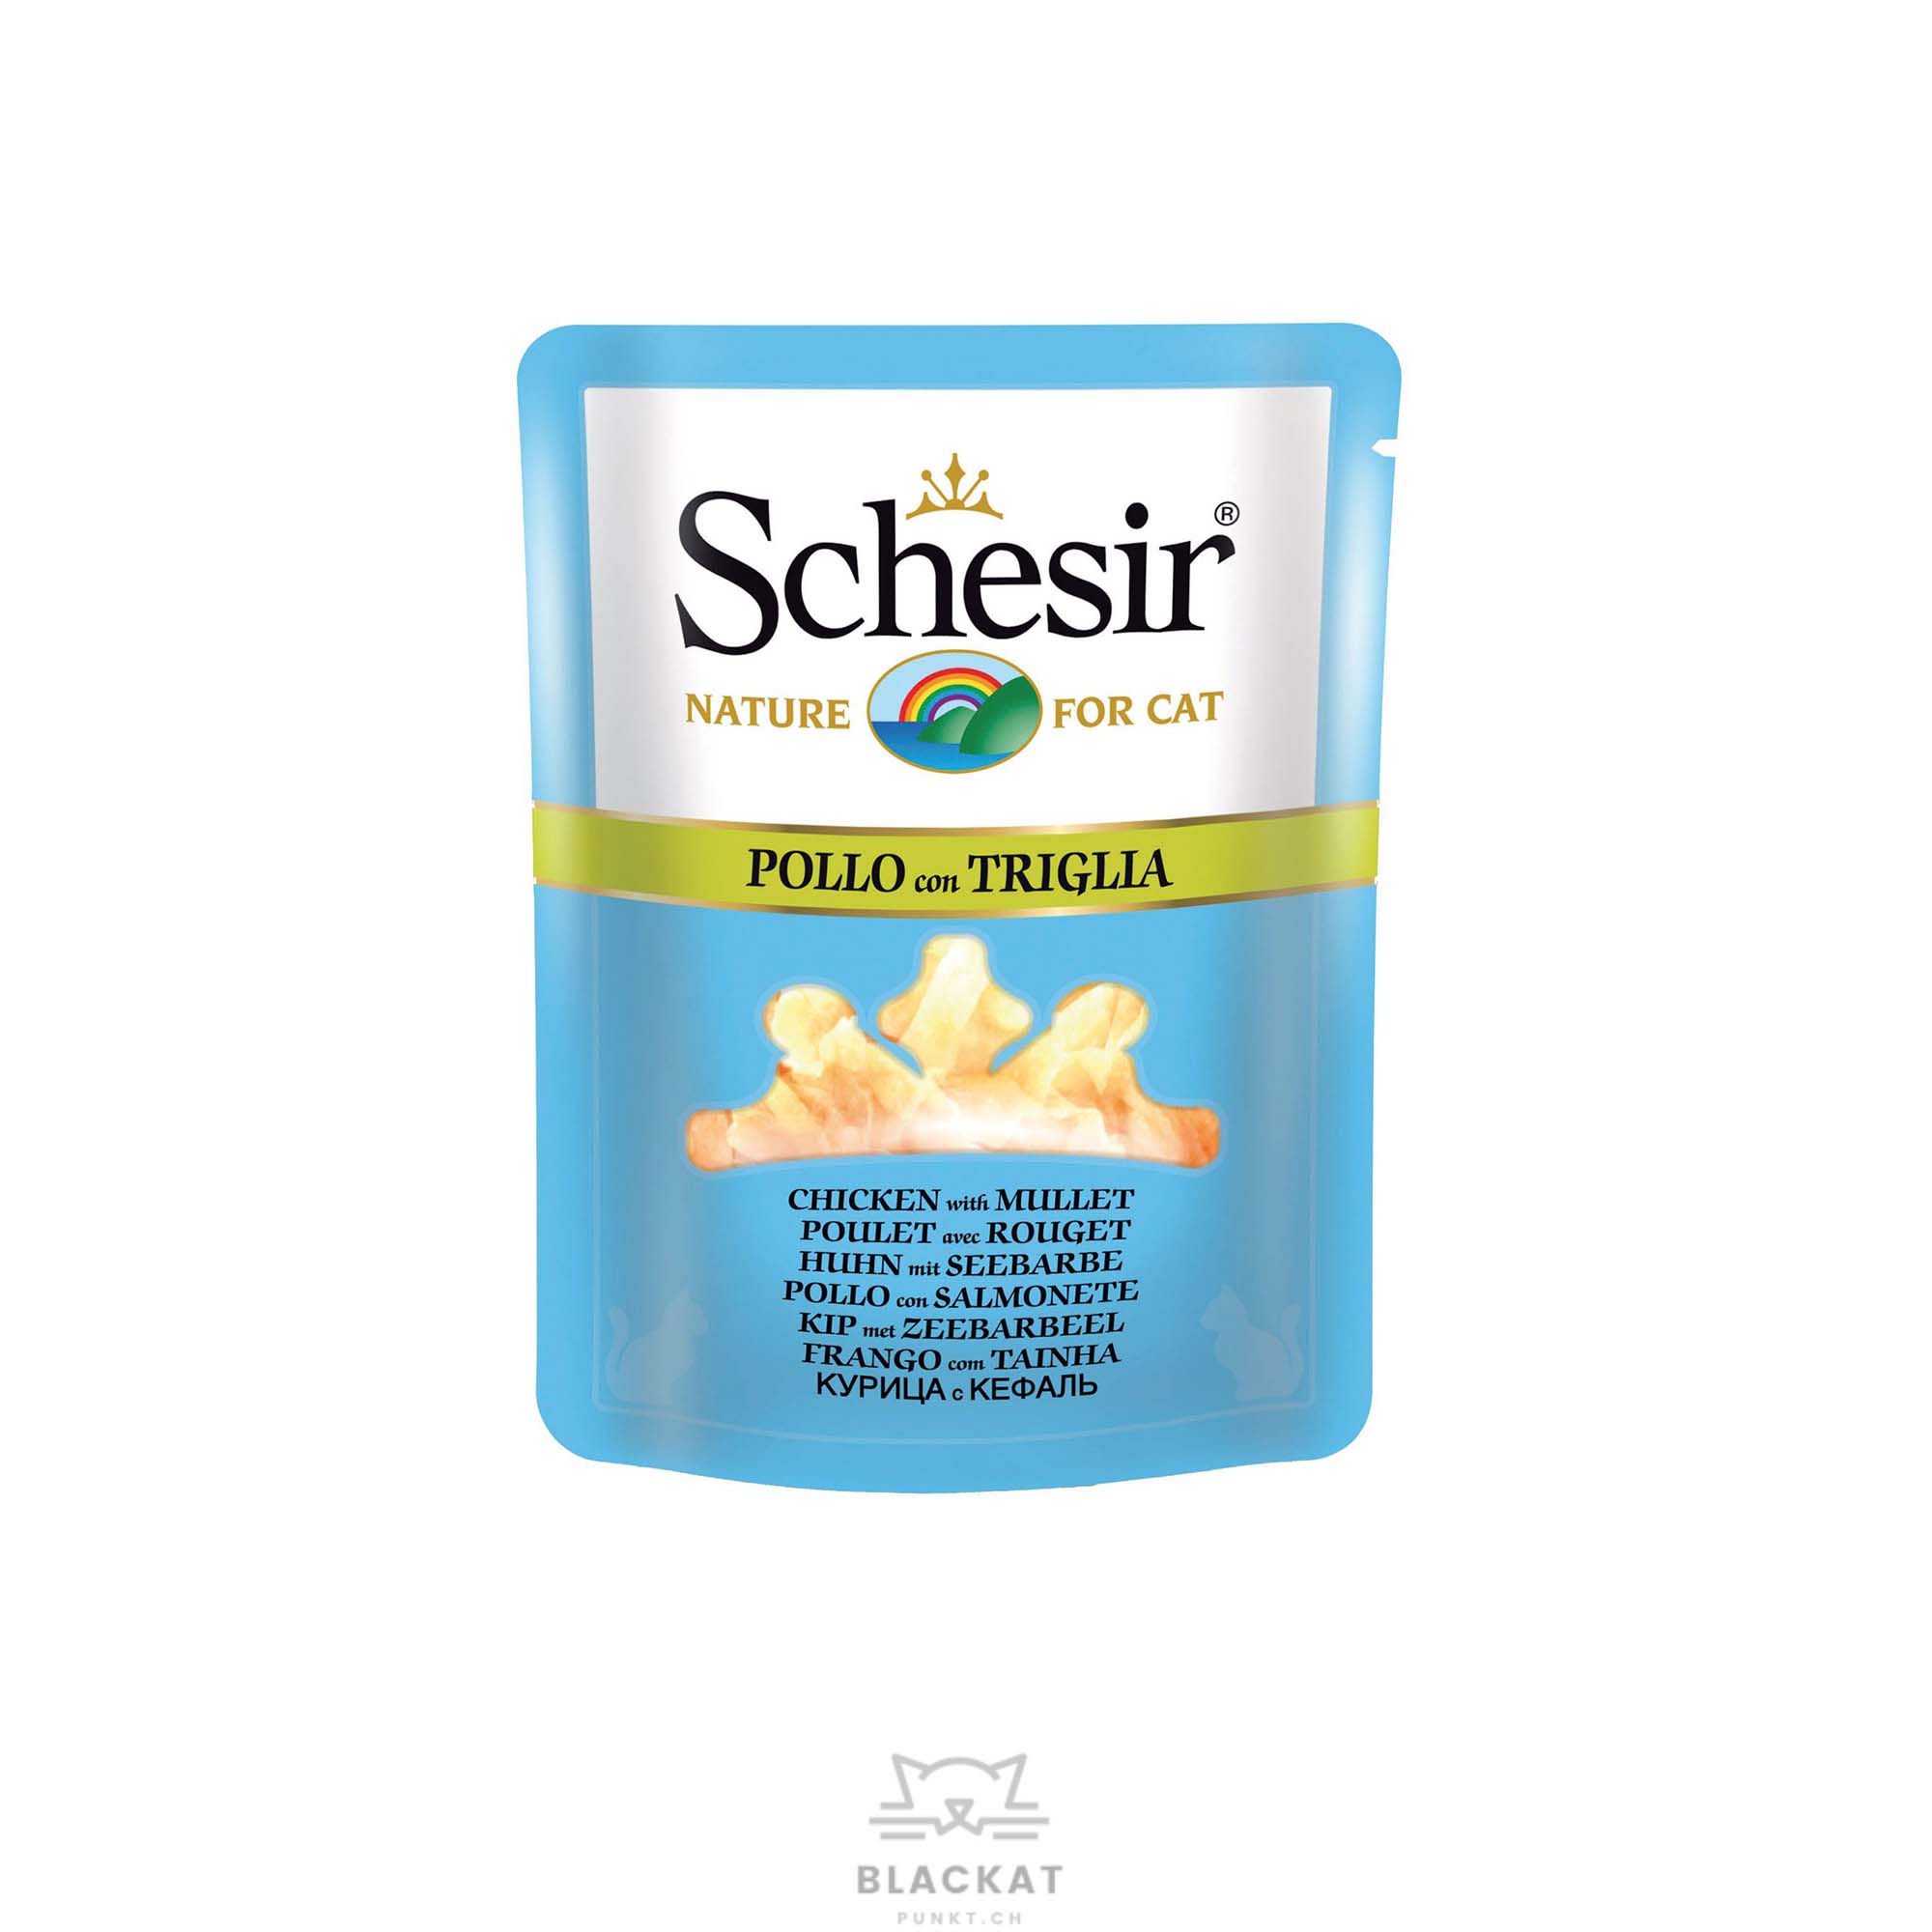 Schesir®
NATURE FOR CAT
POLLO con TRIGLIA
CHICKEN with MULLET
POULET avec ROUGET
HUHN mit SEEBARBE
POLLO con SALMONETE
KIP met ZEEBARBEEL
FRANGO com TAINHA
КУРИЦА с КЕФАЛЬ
BLACKAT
PUNKT.CH